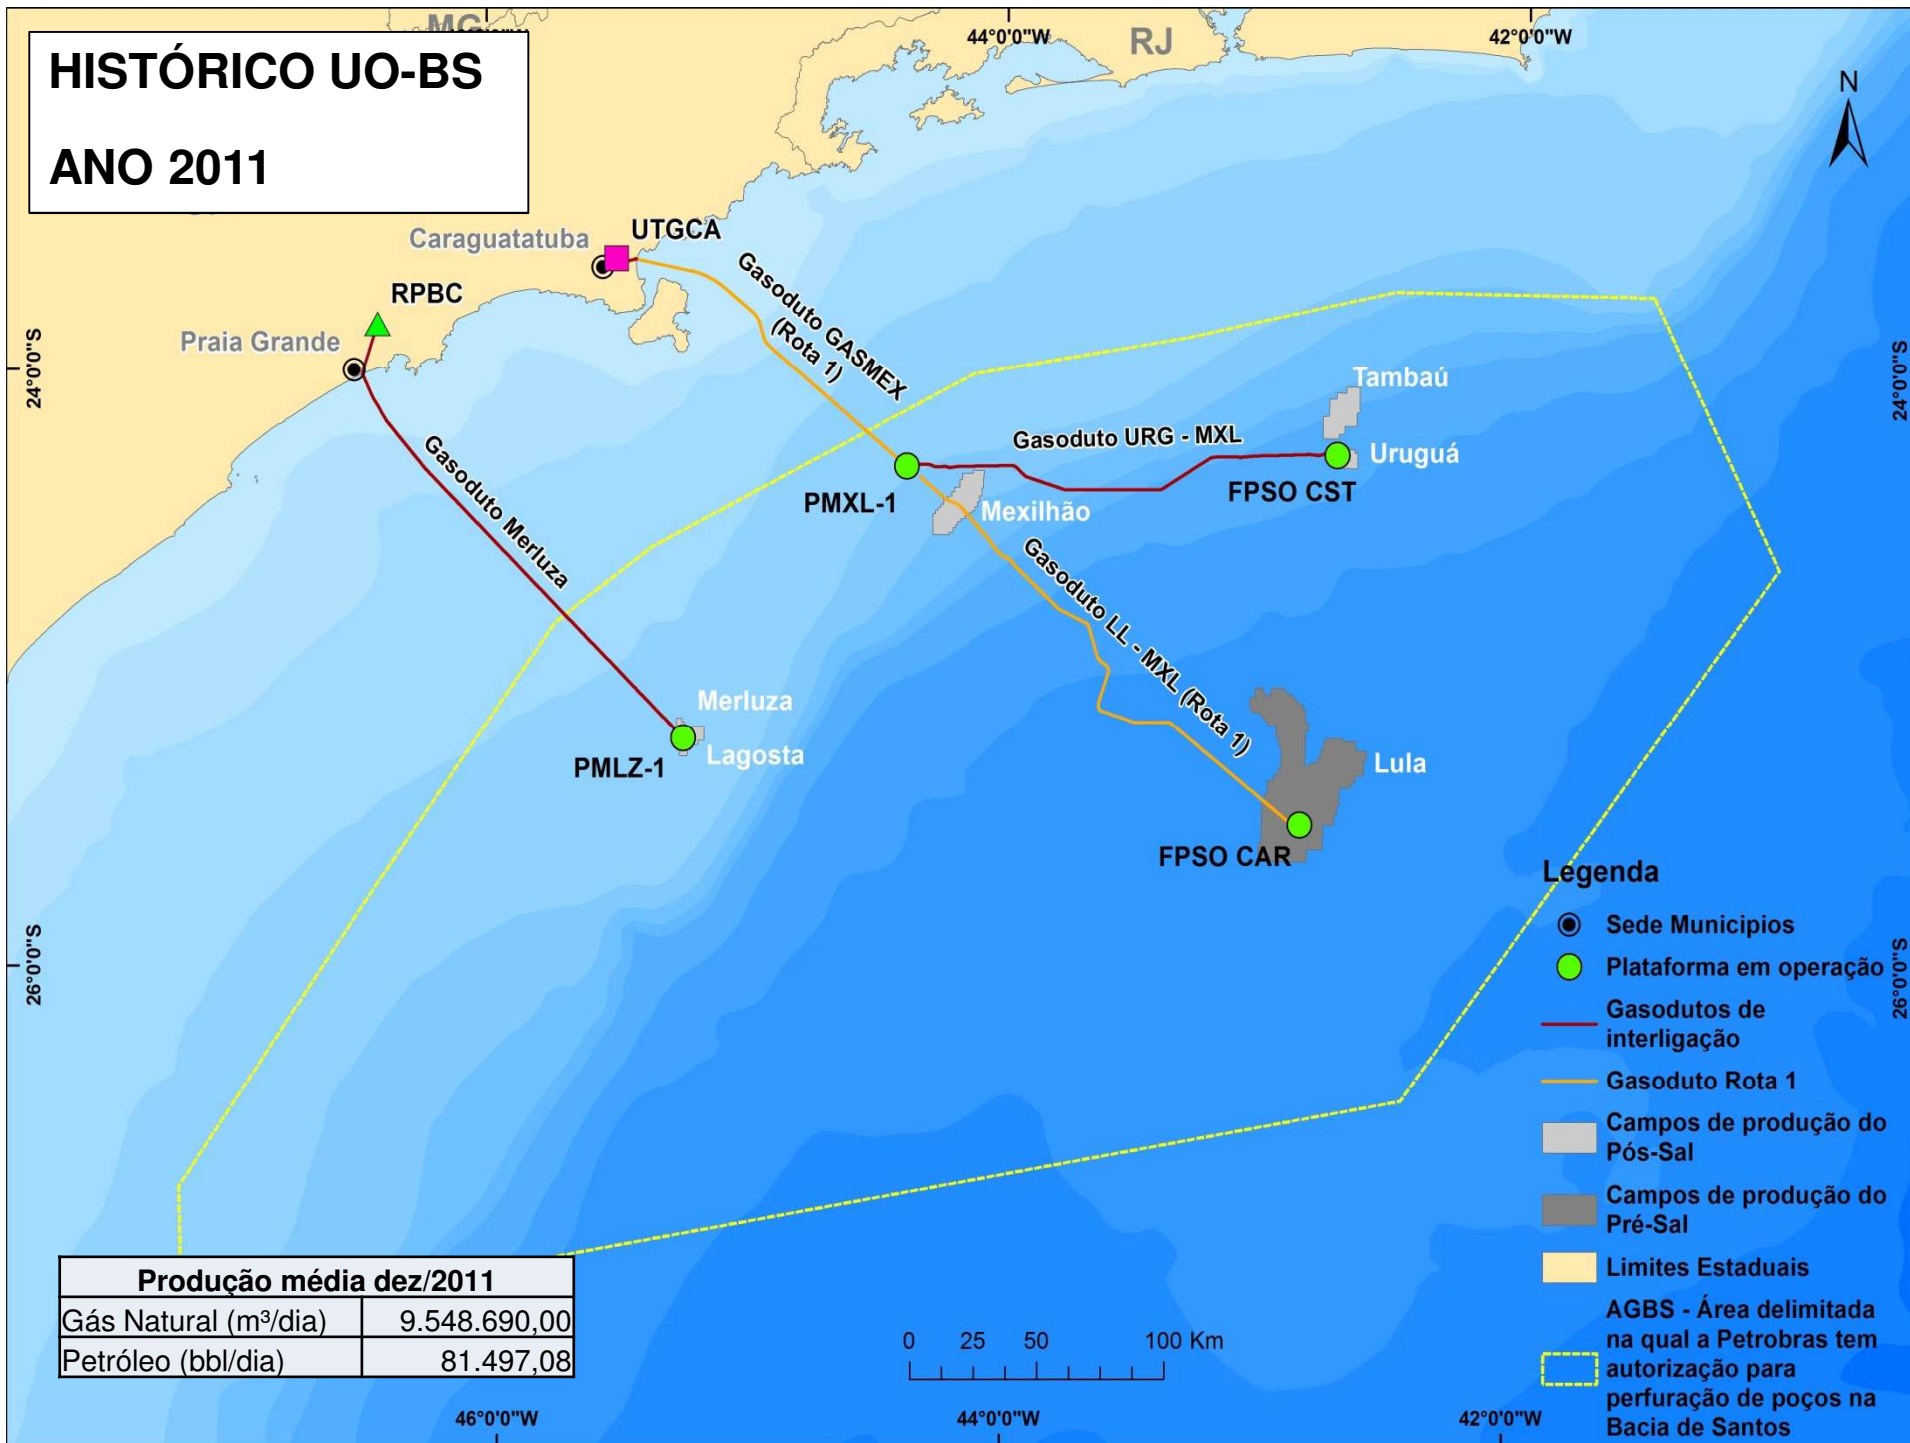 MG
44°0'0"W
RJ
42°0'0"W
HISTÓRICO UO-BS
ANO 2011
N
Caraguatatuba
UTGCA
RPBC
Praia Grande
24°0'0"S
24°0'0"S
Gasoduto GASMEX
(Rota 1)
Tambaú
Gasoduto URG - MXL
Uruguá
FPSO CST
PMXL-1
Mexilhão
Gasoduto Merluza
Gasoduto LL - MXL (Rota 1)
Merluza
Lagosta
PMLZ-1
Lula
FPSO CAR
26°0'0"S
26°0'0"S
Legenda
Sede Municipios
Plataforma em operação
Gasodutos de
interligação
Gasoduto Rota 1
Campos de produção do
Pós-Sal
Campos de produção do
Pré-Sal
Limites Estaduais
AGBS - Área delimitada
na qual a Petrobras tem
autorização para
perfuração de poços na
Bacia de Santos
Produção média dez/2011
Gás Natural (m³/dia) 9.548.690,00
Petróleo (bbl/dia) 81.497,08
0 25 50 100 Km
46°0'0"W
44°0'0"W
42°0'0"W